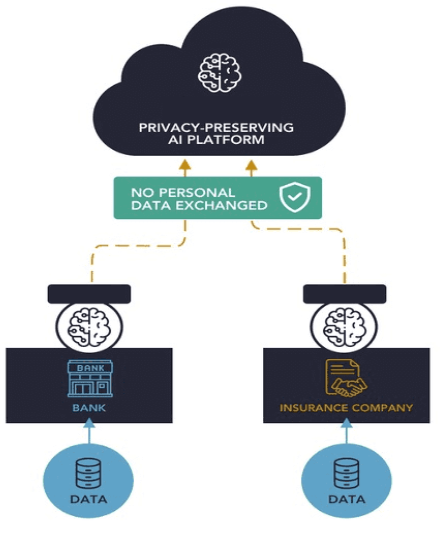 PRIVACY-PRESERVING
AI PLATFORM
NO PERSONAL
DATA EXCHANGED
BANK
BANK
INSURANCE COMPANY
DATA
DATA